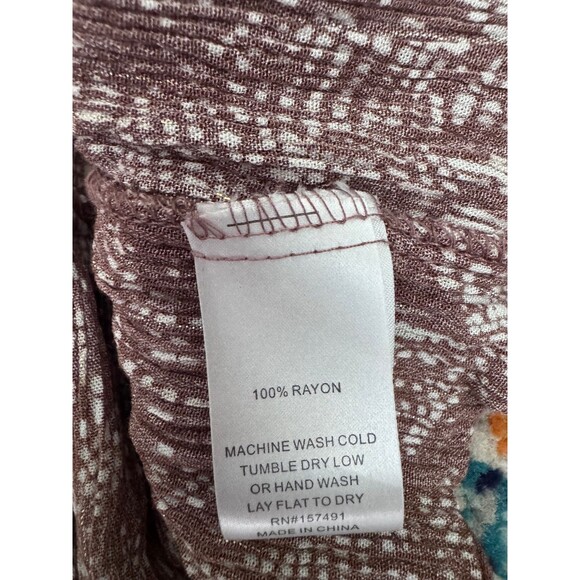 100% RAYON
MACHINE WASH COLD
TUMBLE DRY LOW
OR HAND WASH
LAY FLAT TO DRY
RN#157491
MADE IN CHINA